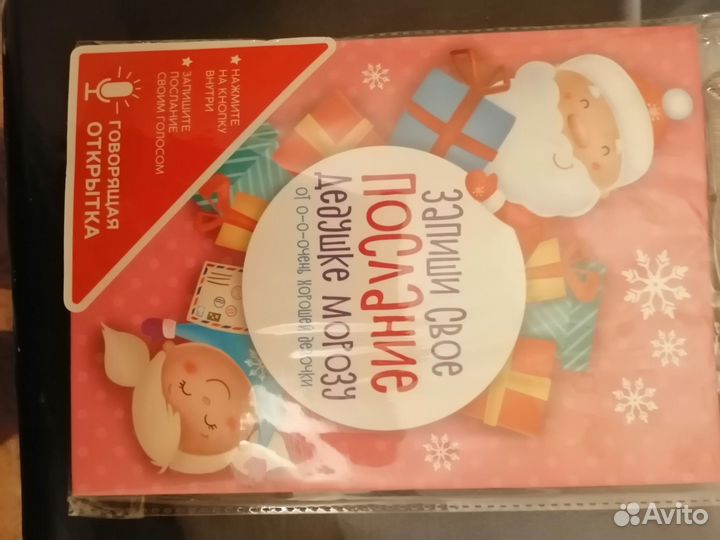 ГОВОРЯЩАЯ
ОТКРЫТКА
НАЖМИТЕ
НА КНОПКУ
ВНУТРИ
ЗАПИШИТЕ
ПОСЛАНИЕ
СВОИМ ГОЛОСОМ
ЗАПИШИ СВОЕ
ПОСЛАНИЕ
ДЕДУШКЕ МОРОЗУ
ОТ О-О-ОЧЕНЬ ХОРОШЕЙ ДЕВОЧКИ
Avito